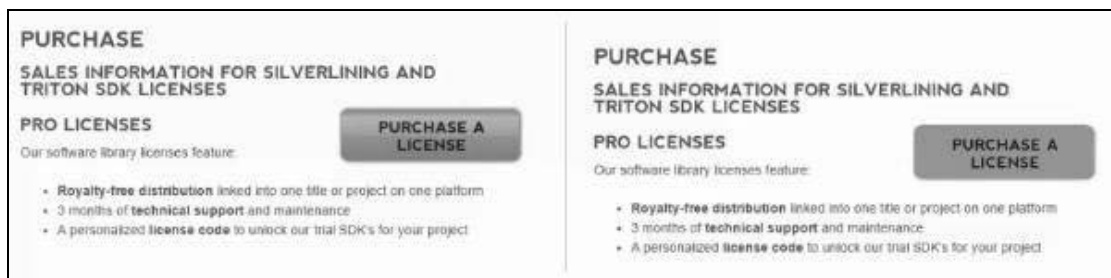 PURCHASE
SALES INFORMATION FOR SILVERLINING AND
TRITON SDK LICENSES
PRO LICENSES
PURCHASE A
LICENSE
Our software library licenses feature:
• Royalty-free distribution linked into one title or project on one platform
• 3 months of technical support and maintenance
• A personalized license code to unlock our trial SDK's for your project
PURCHASE
SALES INFORMATION FOR SILVERLINING AND
TRITON SDK LICENSES
PRO LICENSES
PURCHASE A
LICENSE
Our software library licenses feature:
• Royalty-free distribution linked into one title or project on one platform
• 3 months of technical support and maintenance
• A personalized license code to unlock our trial SDK's for your project